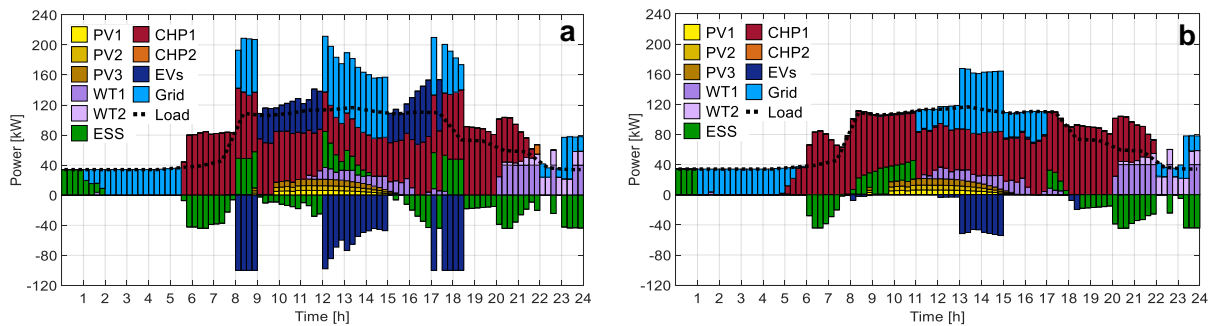 a
240
200
160
120
80
40
0
-40
-80
-120
Power [kW]
PV1 CHP1
PV2 CHP2
PV3 EVs
WT1 Grid
WT2 Load
ESS
1 2 3 4 5 6 7 8 9 10 11 12 13 14 15 16 17 18 19 20 21 22 23 24
Time [h]
b
240
200
160
120
80
40
0
-40
-80
-120
Power [kW]
PV1 CHP1
PV2 CHP2
PV3 EVs
WT1 Grid
WT2 Load
ESS
1 2 3 4 5 6 7 8 9 10 11 12 13 14 15 16 17 18 19 20 21 22 23 24
Time [h]